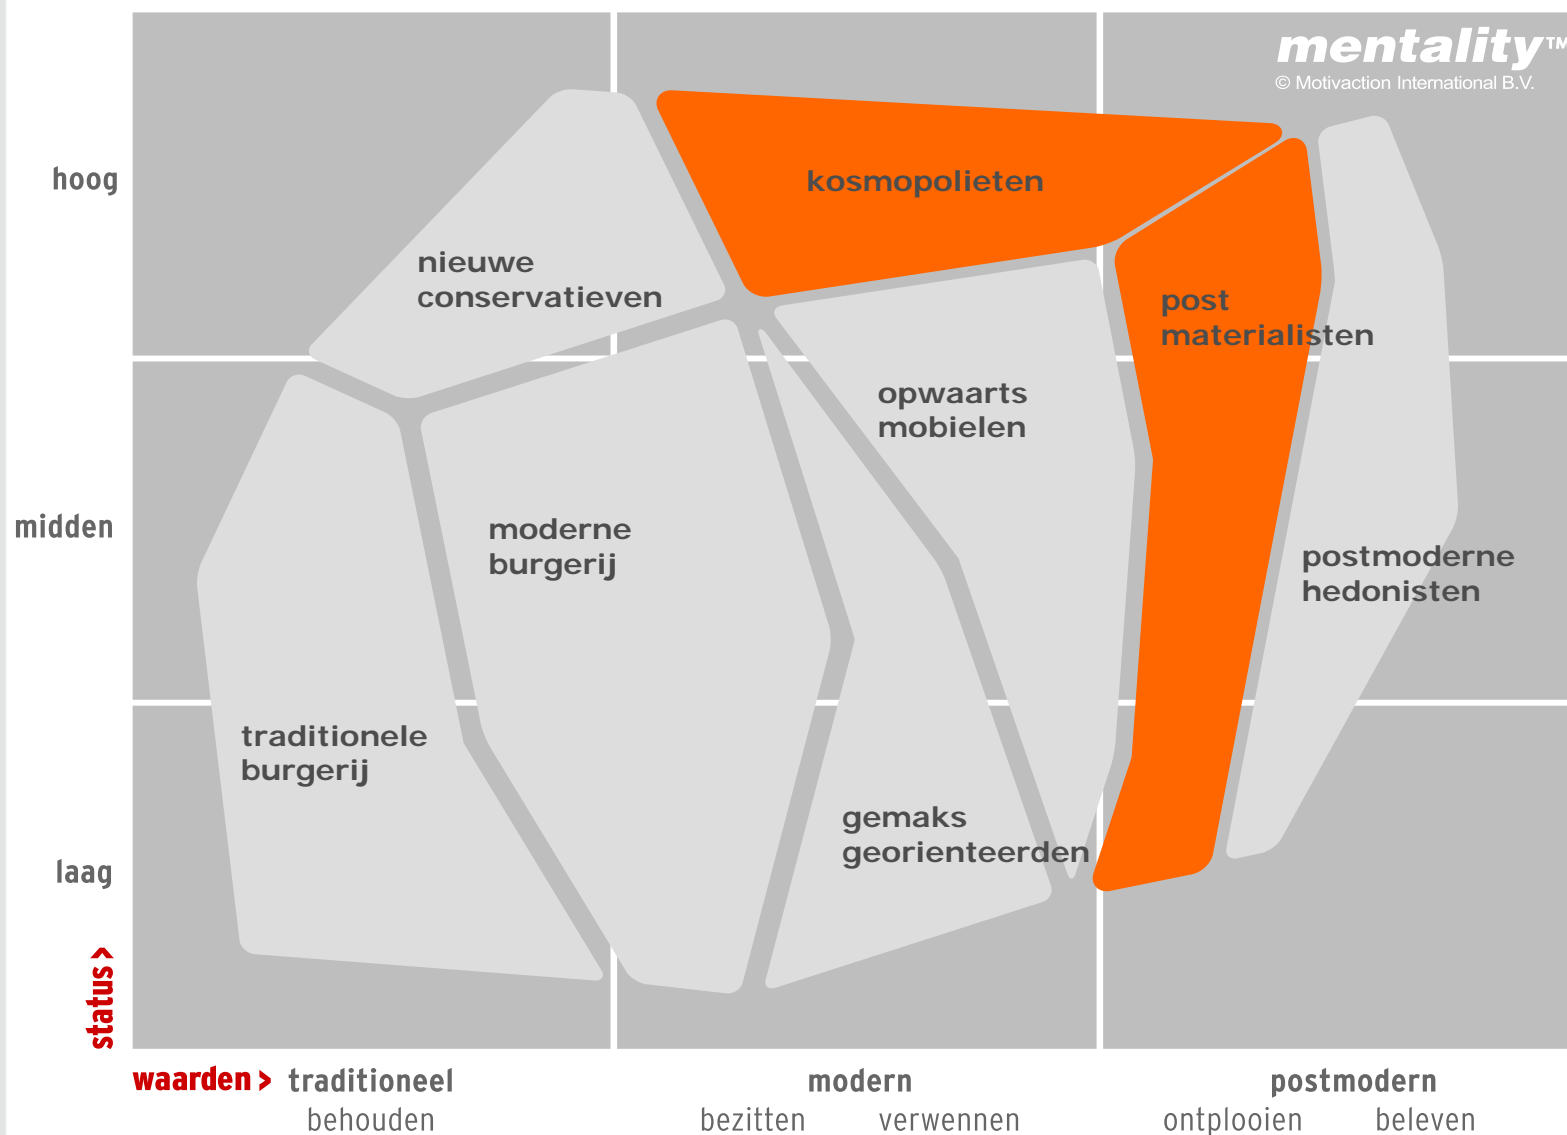 mentality™
© Motivaction International B.V.
hoog
kosmopolieten
nieuwe
conservatieven
post
materialisten
opwaarts
mobielen
midden
moderne
burgerij
postmoderne
hedonisten
traditionele
burgerij
gemaks
georienteerden
laag
status >
waarden > traditioneel modern postmodern
behouden bezitten verwennen ontplooien beleven